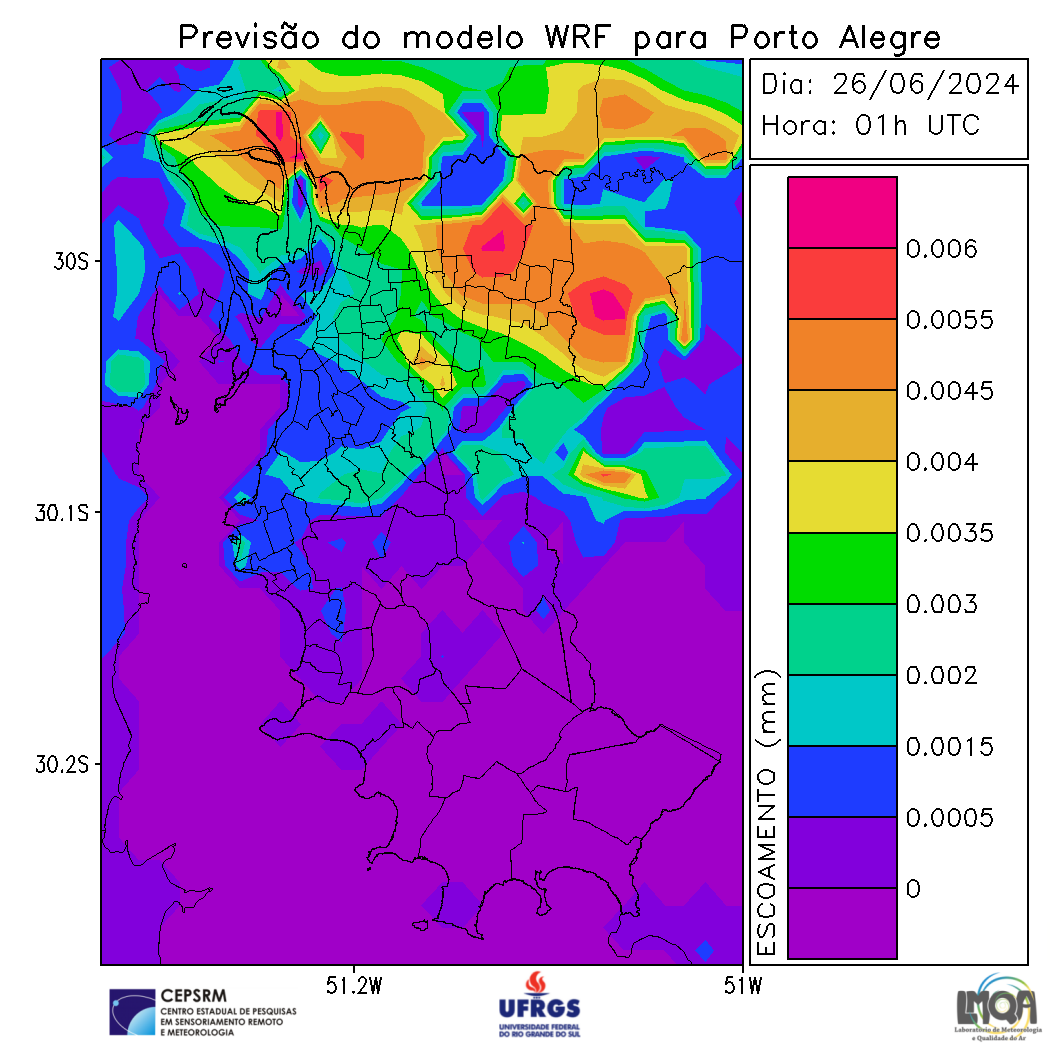 Previsão do modelo WRF para Porto Alegre
Dia: 26/06/2024
Hora: 01h UTC
30S
30.1S
30.2S
51.2W
51W
ESCOAMENTO (mm)
0.006
0.0055
0.0045
0.004
0.0035
0.003
0.002
0.0015
0.0005
0
CEPSRM
CENTRO ESTADUAL DE PESQUISAS
EM SENSORIAMENTO REMOTO
E METEOROLOGIA
UFRGS
UNIVERSIDADE FEDERAL
DO RIO GRANDE DO SUL
LMQA
Laboratório de Meteorologia
e Qualidade do Ar